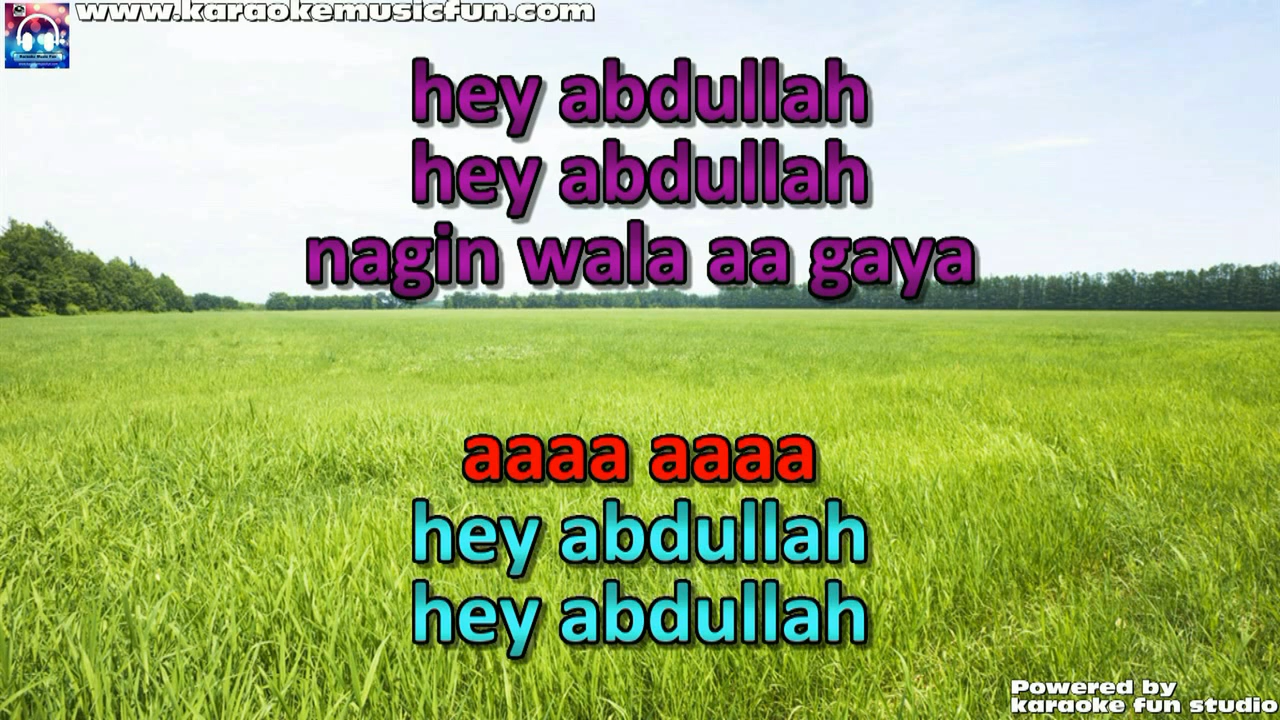 www.karaokemusicfun.com
hey abdullah
hey abdullah
nagin wala aa gaya
aaaa aaaa
hey abdullah
hey abdullah
Powered by
karaoke fun studio